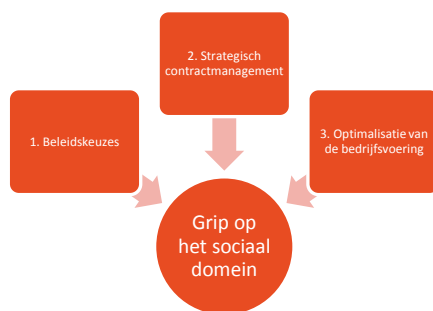 2. Strategisch
contractmanagement
1. Beleidskeuzes
3. Optimalisatie van
de bedrijfsvoering
Grip op
het sociaal
domein